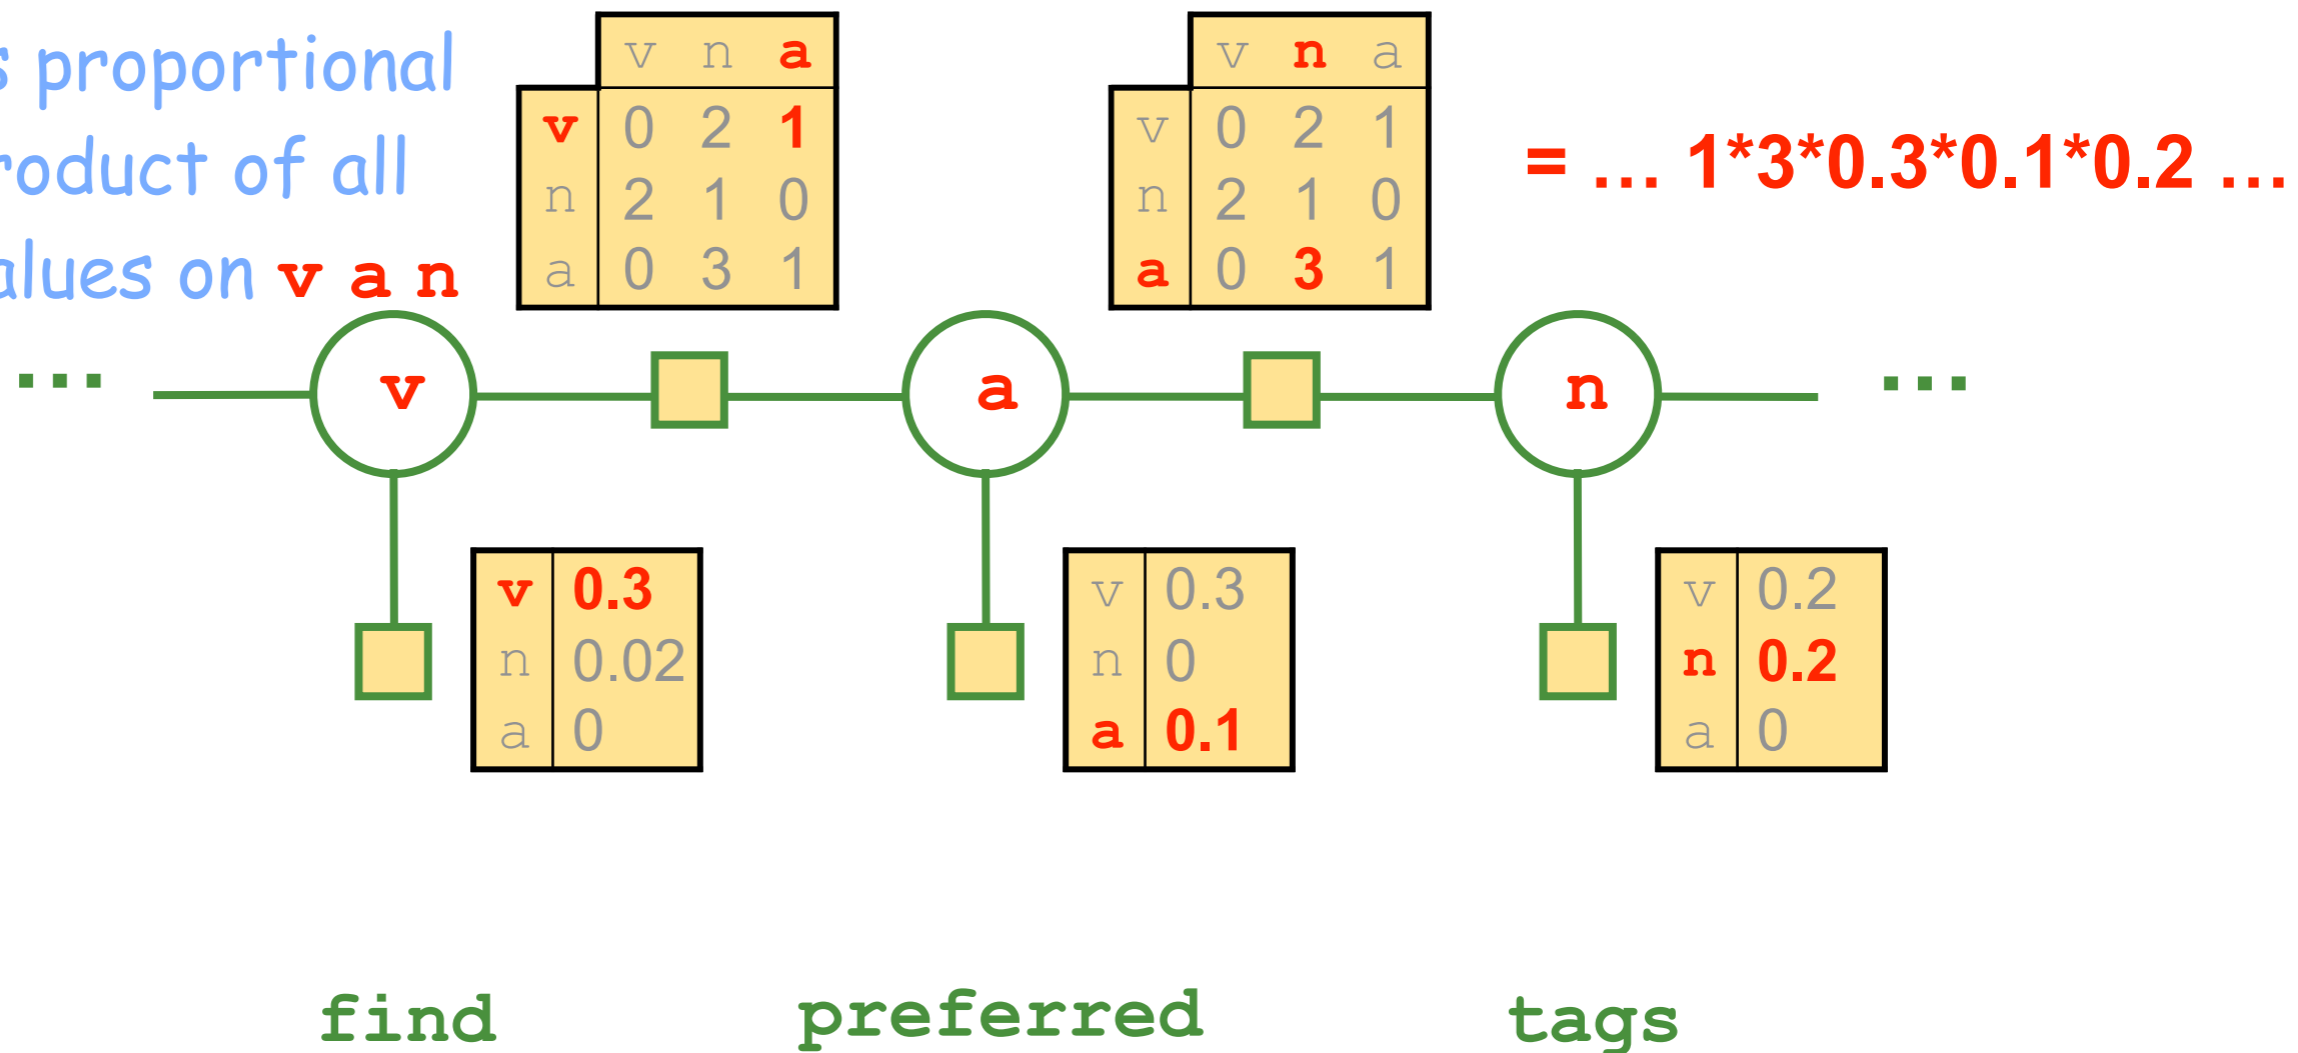 s proportional
roduct of all
alues on v a n
v n a
v 0 2 1
n 2 1 0
a 0 3 1
v n a
v 0 2 1
n 2 1 0
a 0 3 1
= … 1*3*0.3*0.1*0.2 …
… v a n …
v 0.3
n 0.02
a 0
v 0.3
n 0
a 0.1
v 0.2
n 0.2
a 0
find preferred tags